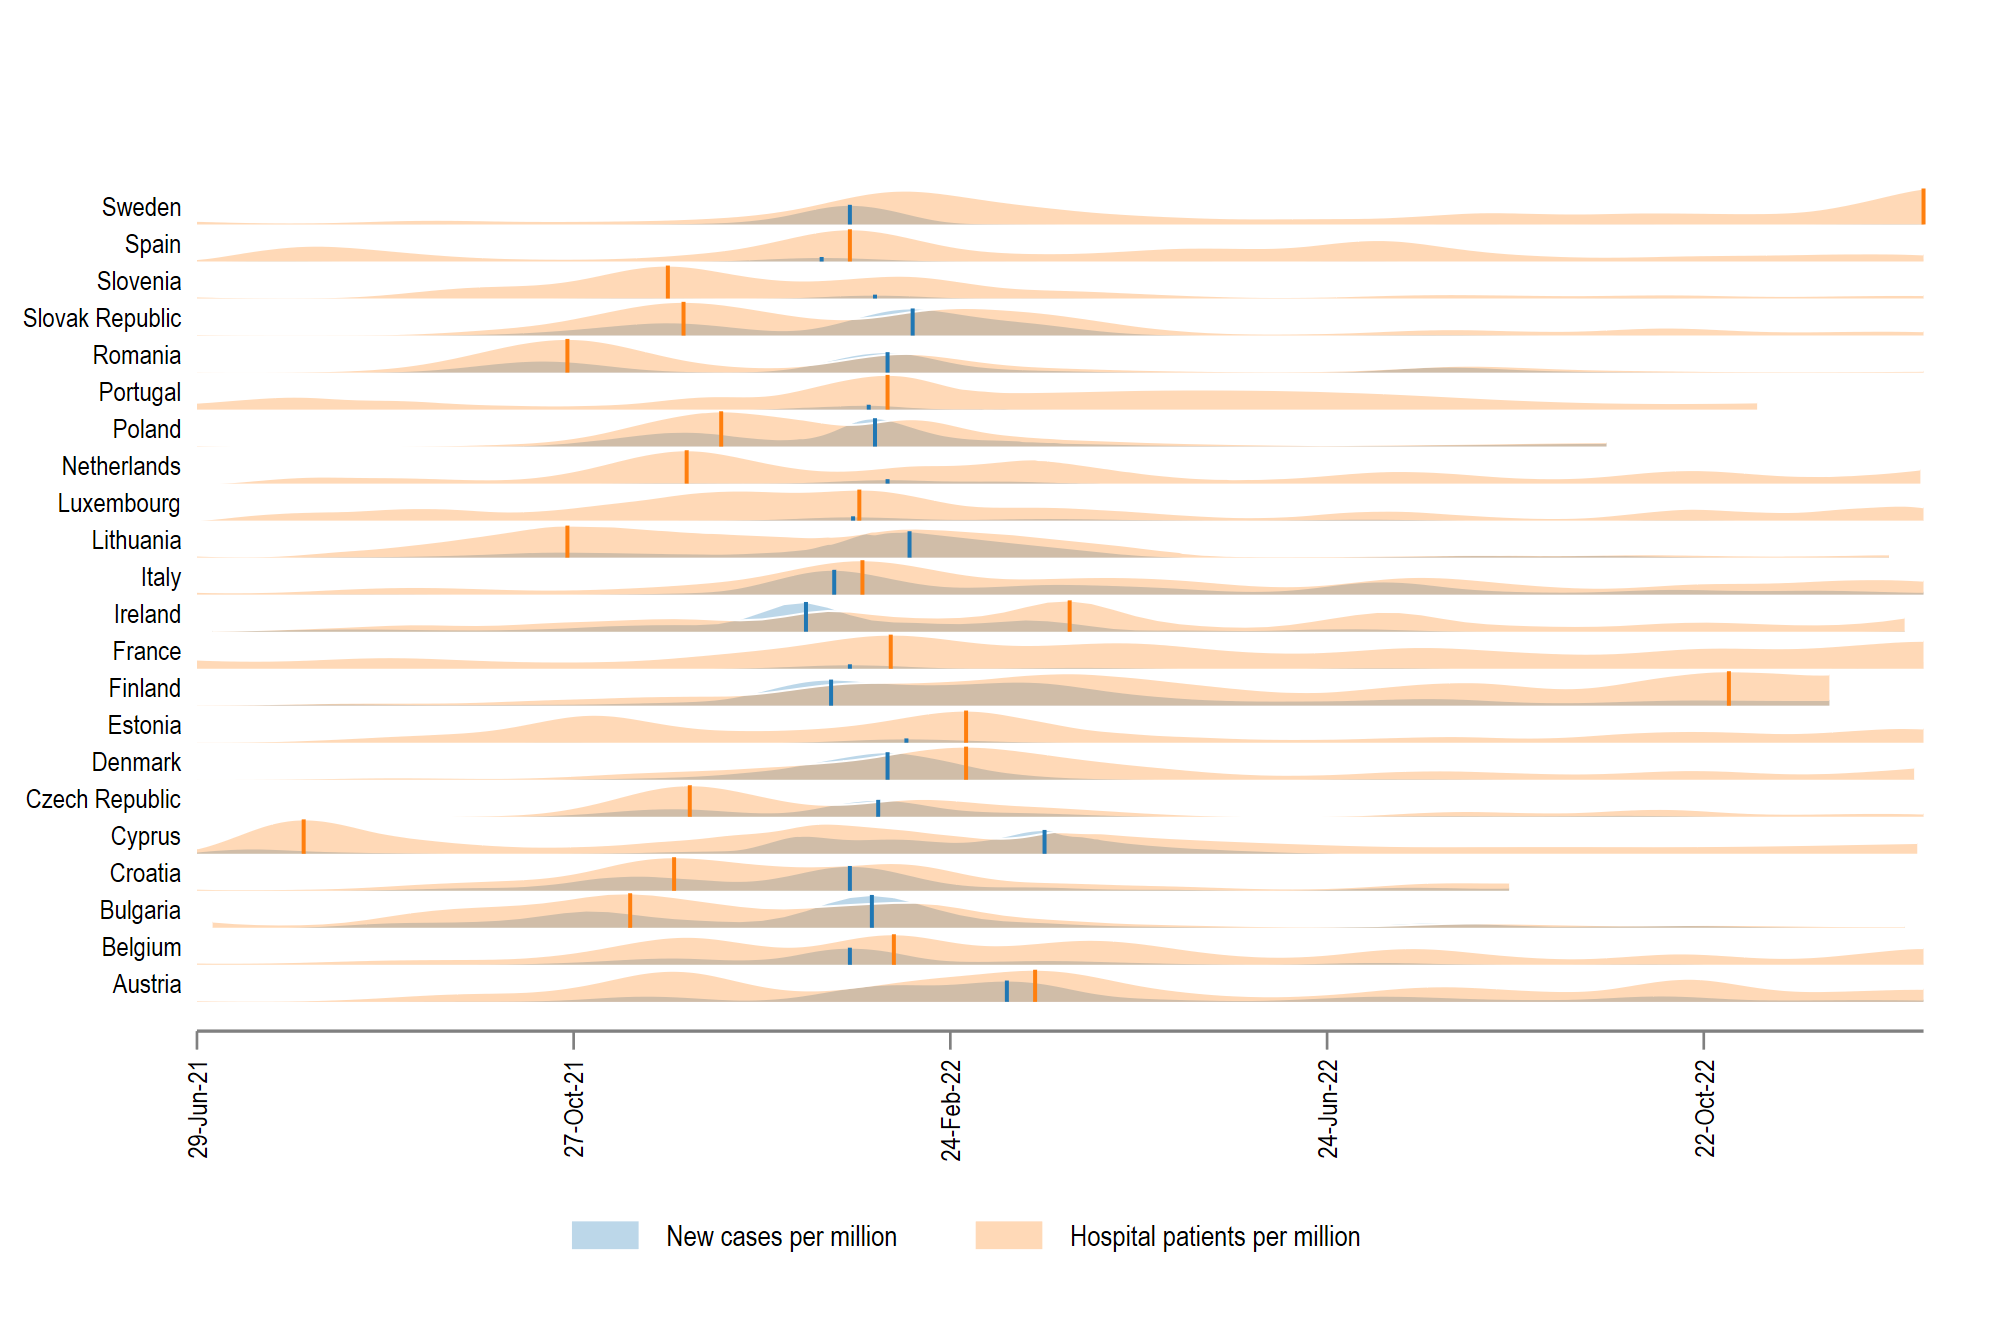 Sweden
Spain
Slovenia
Slovak Republic
Romania
Portugal
Poland
Netherlands
Luxembourg
Lithuania
Italy
Ireland
France
Finland
Estonia
Denmark
Czech Republic
Cyprus
Croatia
Bulgaria
Belgium
Austria
29-Jun-21
27-Oct-21
24-Feb-22
24-Jun-22
22-Oct-22
New cases per million
Hospital patients per million